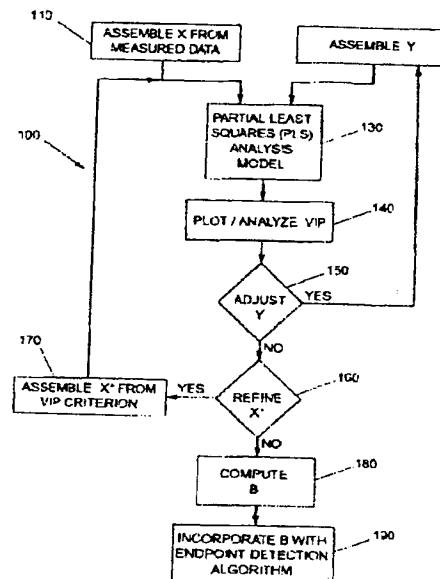 110
ASSEMBLE X FROM
MEASURED DATA
ASSEMBLE Y
100
PARTIAL LEAST
SQUARES (PLS)
ANALYSIS
MODEL
130
PLOT / ANALYZE VIP
140
150
ADJUST
Y
YES
NO
170
ASSEMBLE X* FROM
VIP CRITERION
YES
REFINE
X*
160
NO
COMPUTE
B
180
INCORPORATE B WITH
ENDPOINT DETECTION
ALGORITHM
190